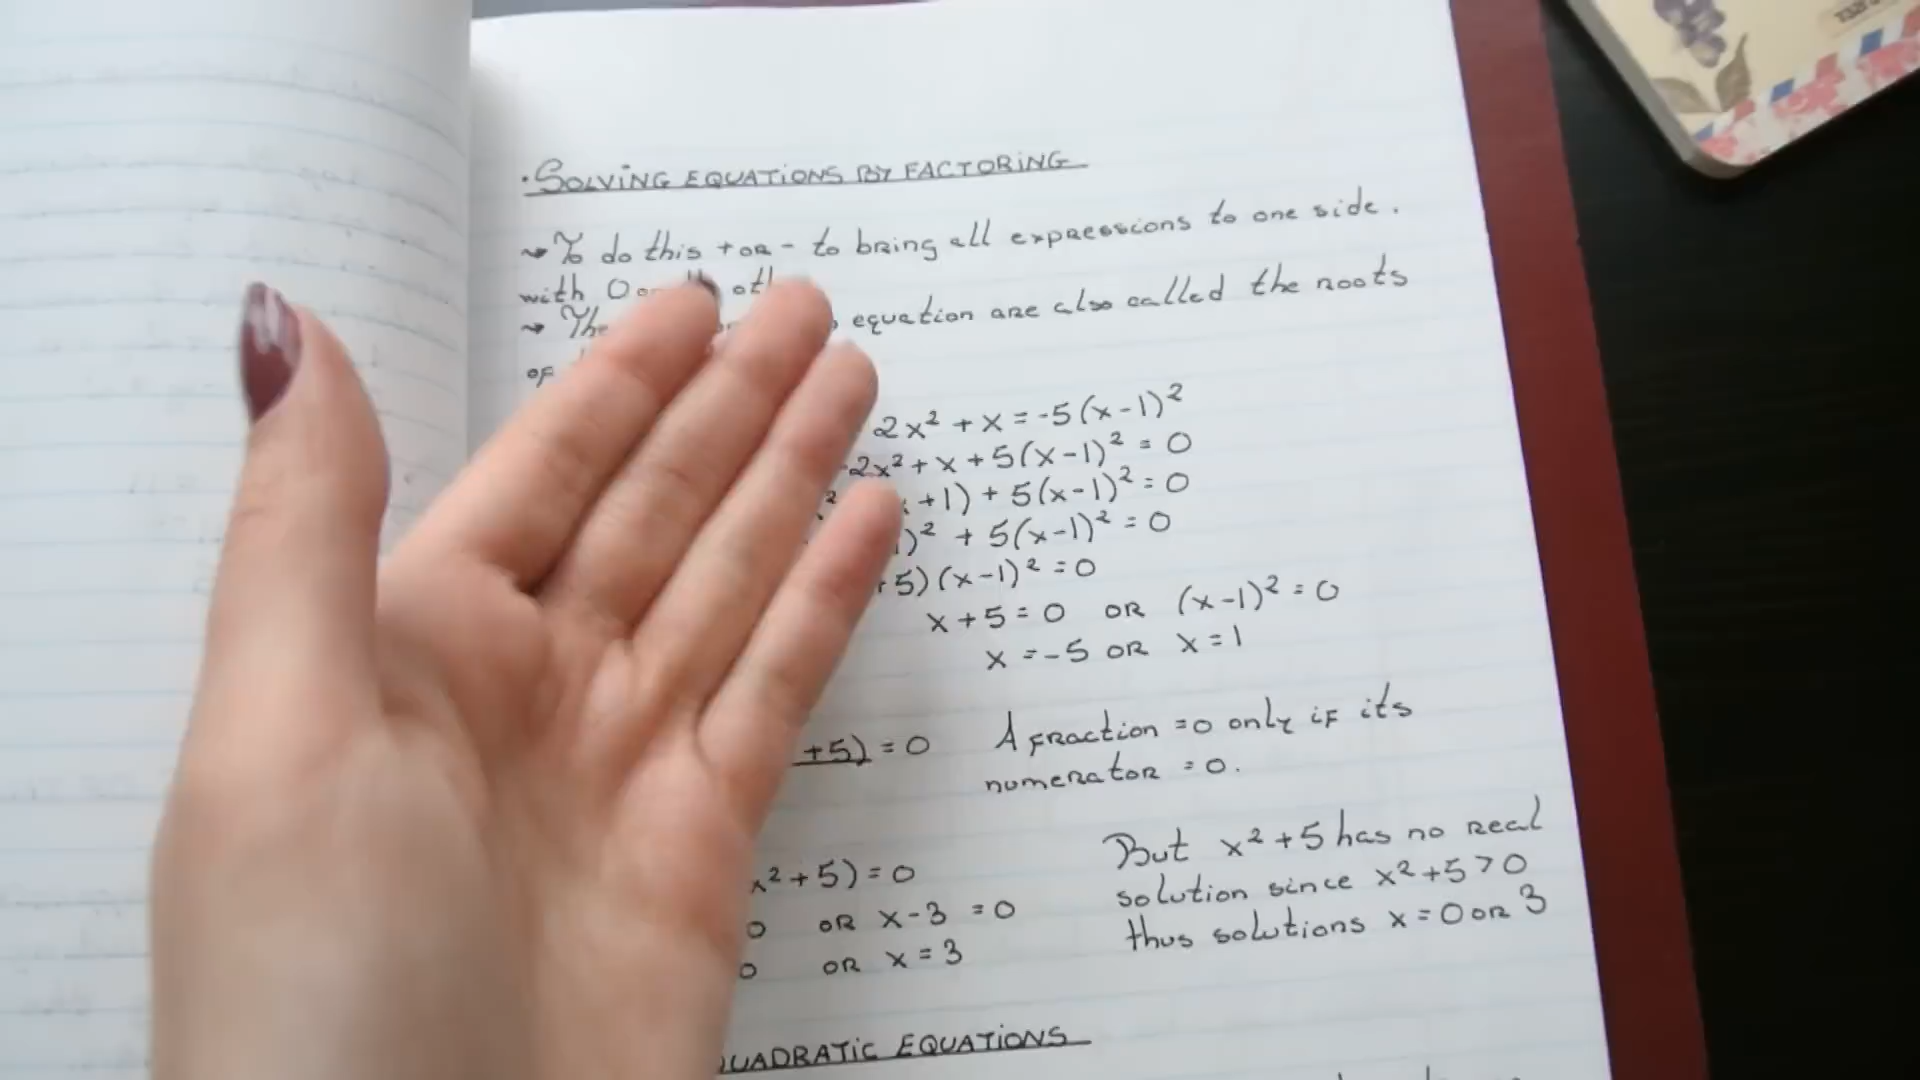 • SOLVING EQUATIONS BY FACTORING
~> To do this + or - to bring all expressions to one side.
with 0
~> The equation are also called the roots
of
2x² + x = -5(x-1)²
-2x² + x + 5(x-1)² = 0
+1) + 5(x-1)² = 0
)² + 5(x-1)² = 0
+5)(x-1)² = 0
x+5 = 0 OR (x-1)² = 0
x = -5 OR x = 1
+5) = 0 A fraction = 0 only if its
numerator = 0.
x²+5) = 0
0 OR x-3 = 0
0 OR x = 3
But x²+5 has no real
solution since x²+5 > 0
thus solutions x = 0 or 3
QUADRATIC EQUATIONS